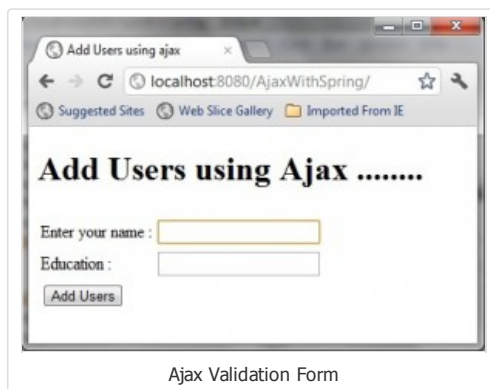 Add Users using ajax
localhost:8080/AjaxWithSpring/
Suggested Sites Web Slice Gallery Imported From IE
Add Users using Ajax ........
Enter your name :
Education :
Add Users
Ajax Validation Form